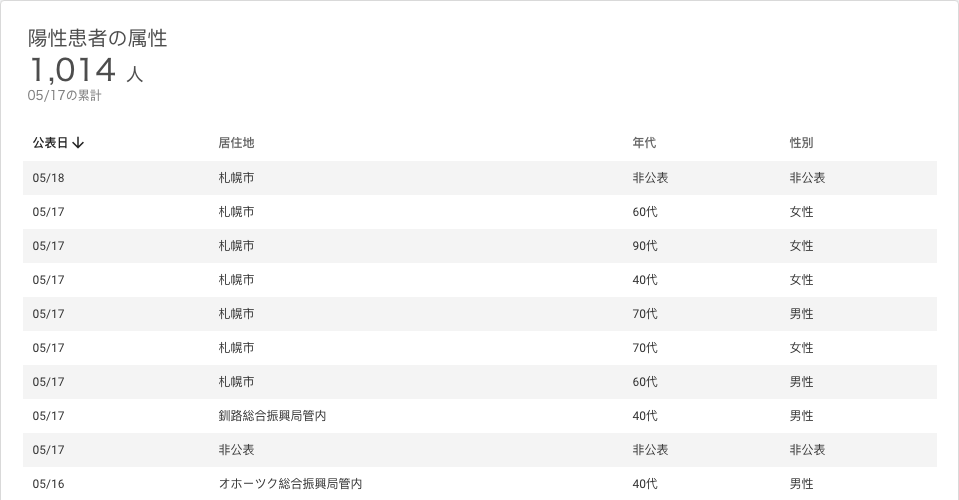 陽性患者の属性
1,014 人
05/17の累計
公表日↓ 居住地 年代 性別
05/18 札幌市 非公表 非公表
05/17 札幌市 60代 女性
05/17 札幌市 90代 女性
05/17 札幌市 40代 女性
05/17 札幌市 70代 男性
05/17 札幌市 70代 女性
05/17 札幌市 60代 男性
05/17 釧路総合振興局管内 40代 男性
05/17 非公表 非公表 非公表
05/16 オホーツク総合振興局管内 40代 男性